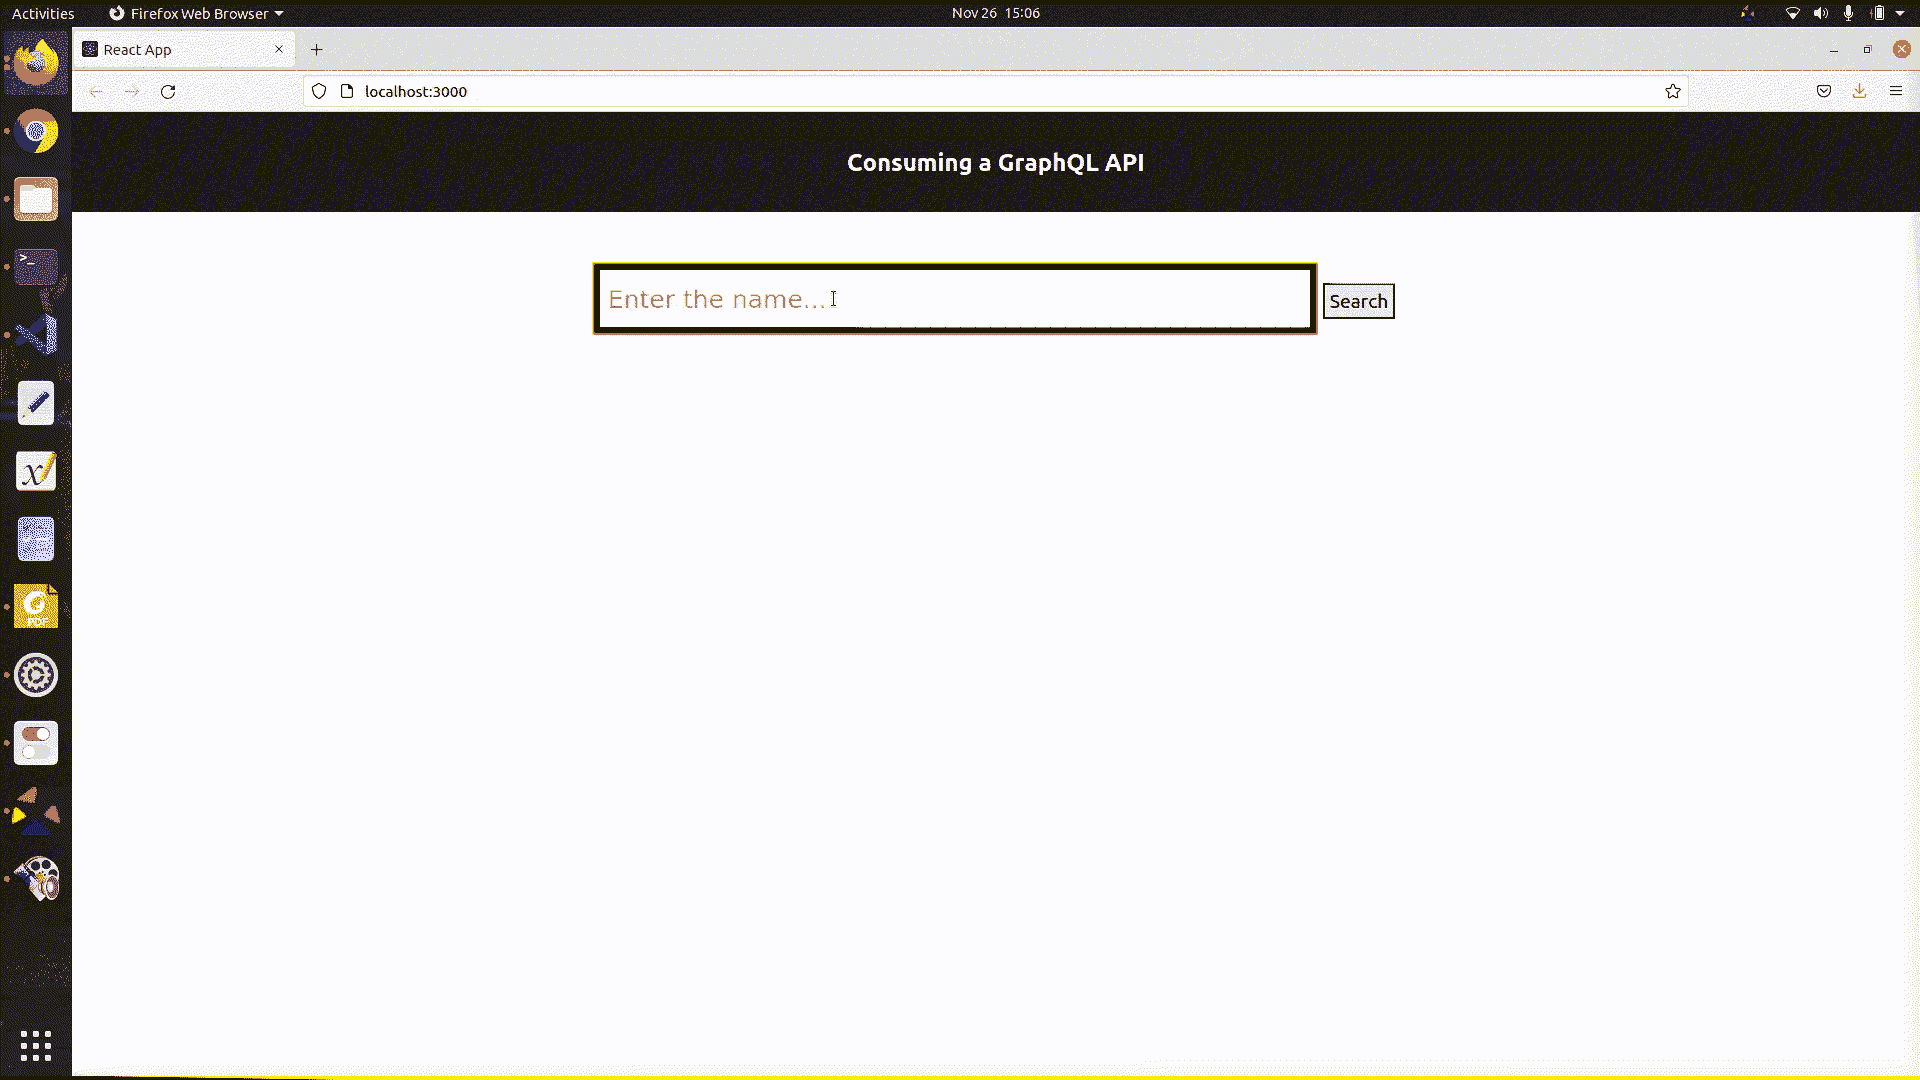 Activities
Firefox Web Browser
Nov 26 15:06
React App
localhost:3000
Consuming a GraphQL API
Enter the name...
Search
>_
x
PDF